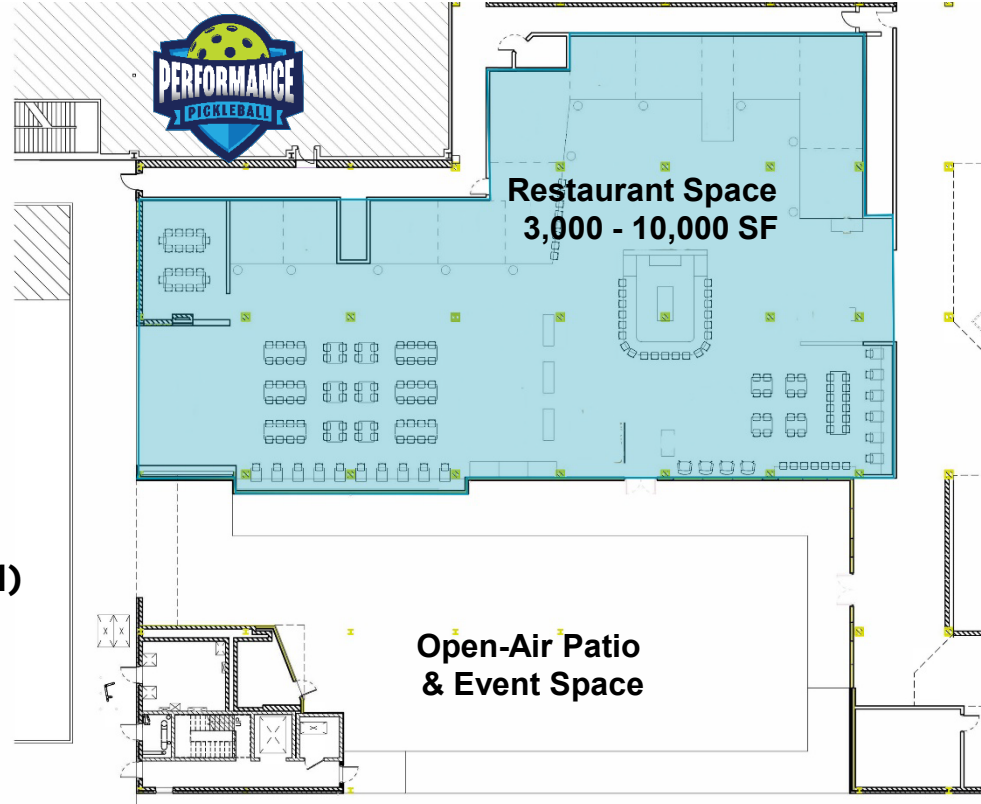 PERFORMANCE
PICKLEBALL
Restaurant Space
3,000 - 10,000 SF
)
Open-Air Patio
& Event Space